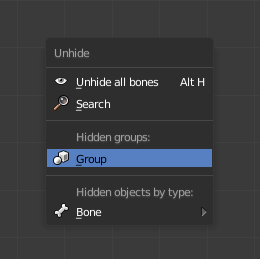 Unhide
Unhide all bones Alt H
Search
Hidden groups:
Group
Hidden objects by type:
Bone